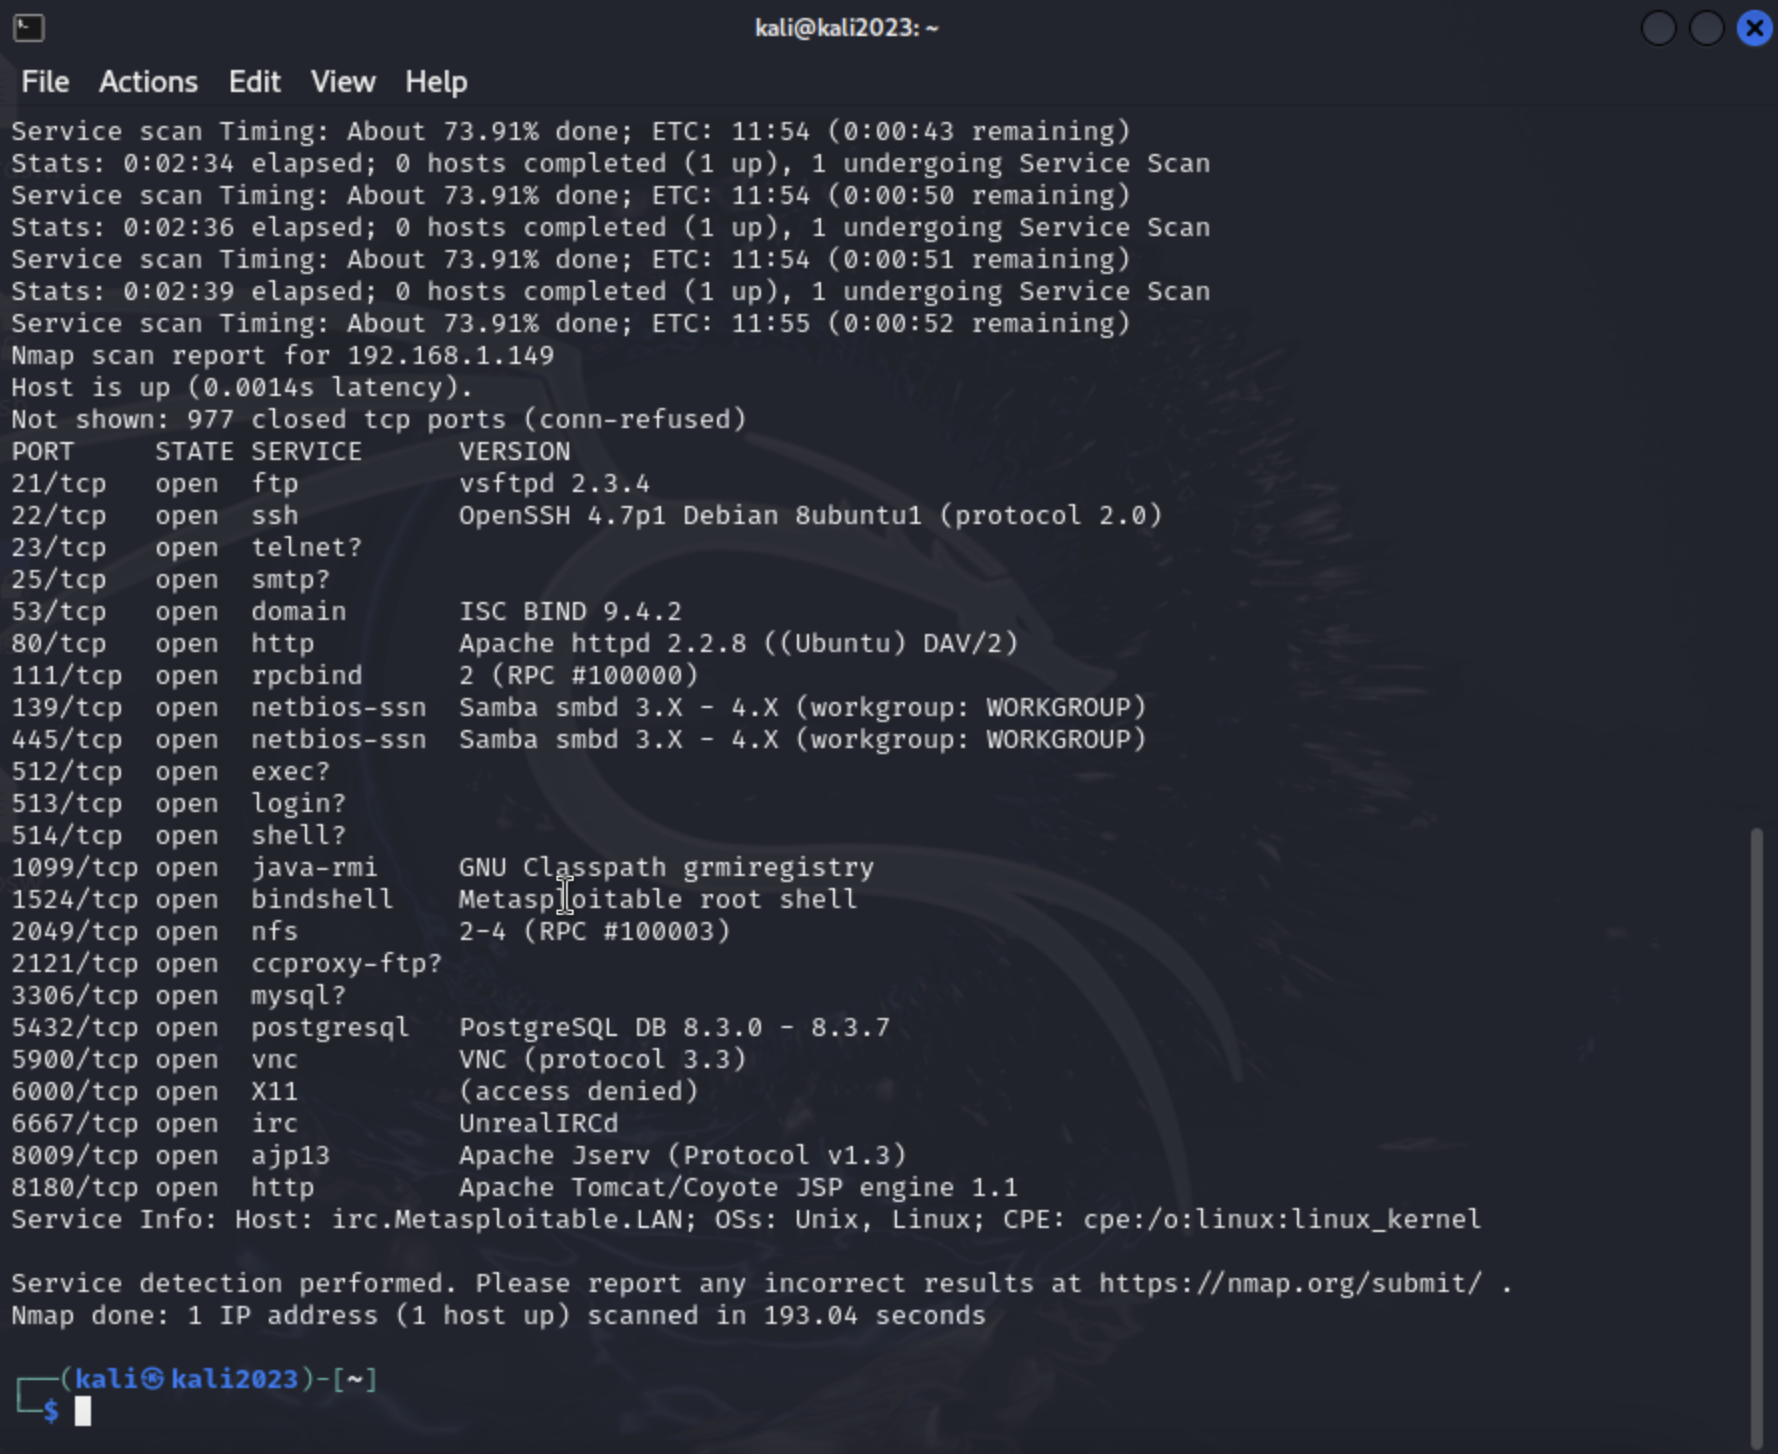 kali@kali2023: ~
File Actions Edit View Help
Service scan Timing: About 73.91% done; ETC: 11:54 (0:00:43 remaining)
Stats: 0:02:34 elapsed; 0 hosts completed (1 up), 1 undergoing Service Scan
Service scan Timing: About 73.91% done; ETC: 11:54 (0:00:50 remaining)
Stats: 0:02:36 elapsed; 0 hosts completed (1 up), 1 undergoing Service Scan
Service scan Timing: About 73.91% done; ETC: 11:54 (0:00:51 remaining)
Stats: 0:02:39 elapsed; 0 hosts completed (1 up), 1 undergoing Service Scan
Service scan Timing: About 73.91% done; ETC: 11:55 (0:00:52 remaining)
Nmap scan report for 192.168.1.149
Host is up (0.0014s latency).
Not shown: 977 closed tcp ports (conn-refused)
PORT     STATE SERVICE      VERSION
21/tcp   open  ftp          vsftpd 2.3.4
22/tcp   open  ssh          OpenSSH 4.7p1 Debian 8ubuntu1 (protocol 2.0)
23/tcp   open  telnet?
25/tcp   open  smtp?
53/tcp   open  domain       ISC BIND 9.4.2
80/tcp   open  http         Apache httpd 2.2.8 ((Ubuntu) DAV/2)
111/tcp  open  rpcbind      2 (RPC #100000)
139/tcp  open  netbios-ssn  Samba smbd 3.X - 4.X (workgroup: WORKGROUP)
445/tcp  open  netbios-ssn  Samba smbd 3.X - 4.X (workgroup: WORKGROUP)
512/tcp  open  exec?
513/tcp  open  login?
514/tcp  open  shell?
1099/tcp open  java-rmi     GNU Classpath grmiregistry
1524/tcp open  bindshell    Metasploitable root shell
2049/tcp open  nfs          2-4 (RPC #100003)
2121/tcp open  ccproxy-ftp?
3306/tcp open  mysql?
5432/tcp open  postgresql   PostgreSQL DB 8.3.0 - 8.3.7
5900/tcp open  vnc          VNC (protocol 3.3)
6000/tcp open  X11          (access denied)
6667/tcp open  irc          UnrealIRCd
8009/tcp open  ajp13        Apache Jserv (Protocol v1.3)
8180/tcp open  http         Apache Tomcat/Coyote JSP engine 1.1
Service Info: Host: irc.Metasploitable.LAN; OSs: Unix, Linux; CPE: cpe:/o:linux:linux_kernel
Service detection performed. Please report any incorrect results at https://nmap.org/submit/ .
Nmap done: 1 IP address (1 host up) scanned in 193.04 seconds
┌──(kali㉿kali2023)-[~]
└─$